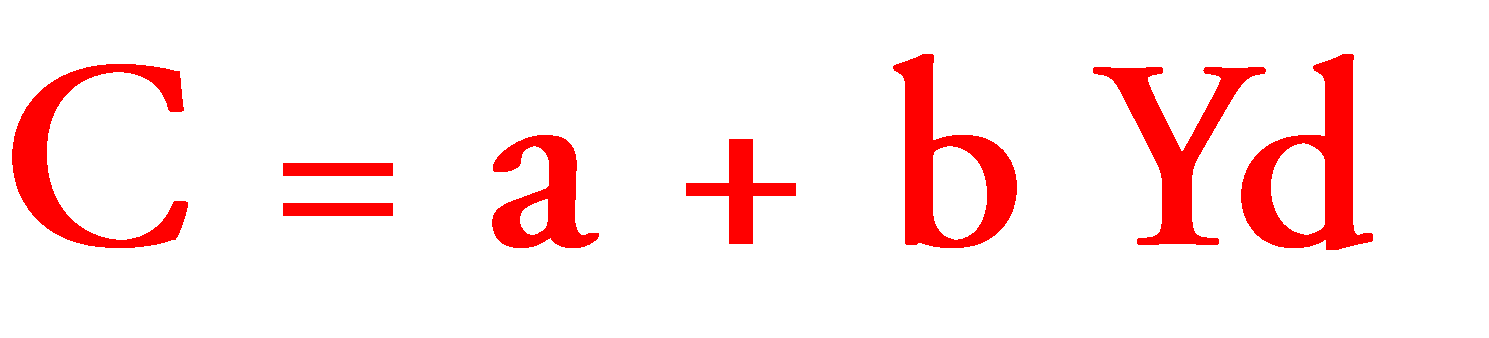 C = a + b Yd